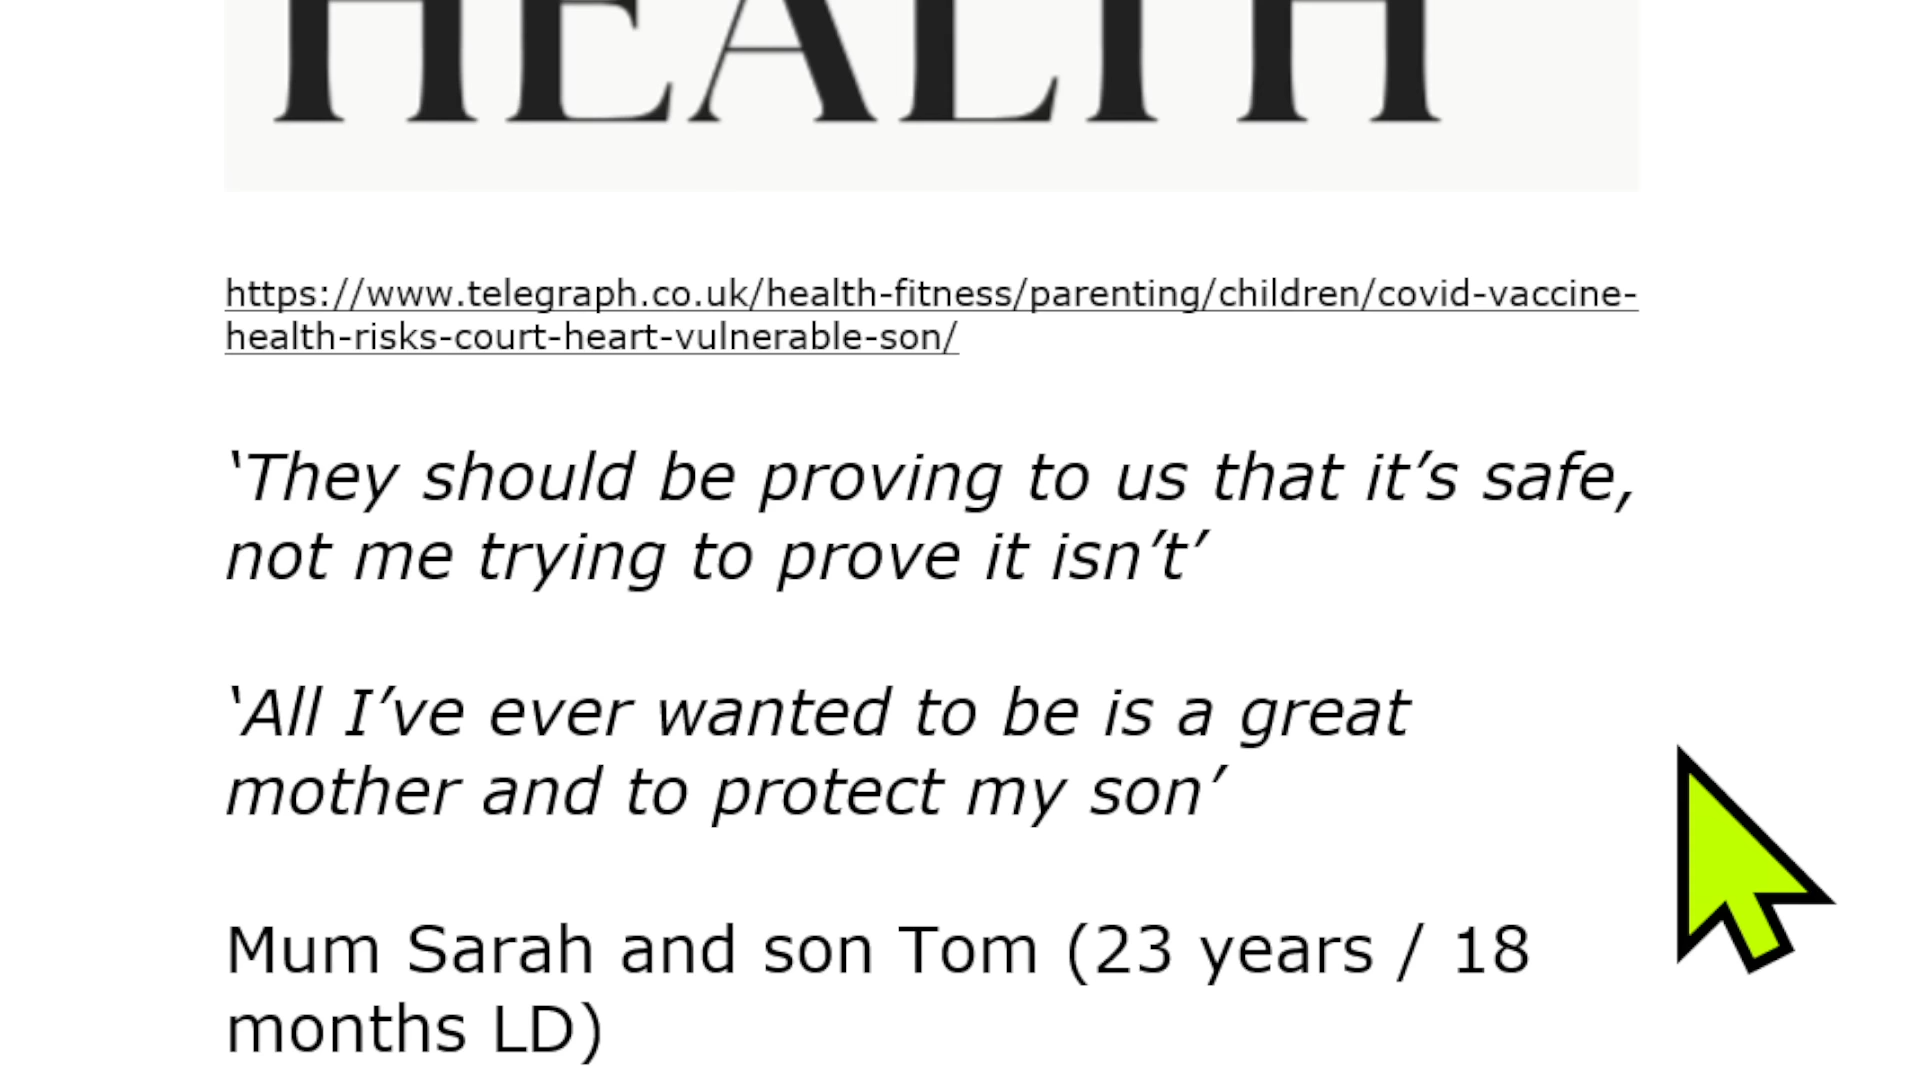 HEALTH
https://www.telegraph.co.uk/health-fitness/parenting/children/covid-vaccine-
health-risks-court-heart-vulnerable-son/
‘They should be proving to us that it’s safe,
not me trying to prove it isn’t’
‘All I’ve ever wanted to be is a great
mother and to protect my son’
Mum Sarah and son Tom (23 years / 18
months LD)